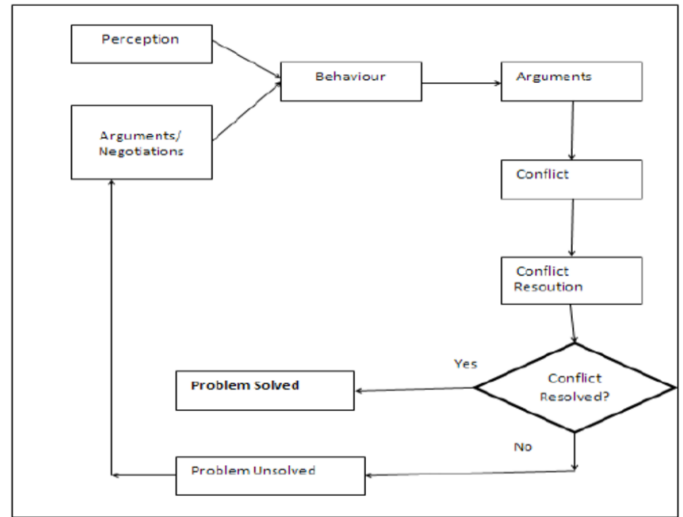 Perception
Behaviour
Arguments
Arguments/
Negotiations
Conflict
Conflict
Resoution
Yes
Conflict
Resolved?
Problem Solved
No
Problem Unsolved